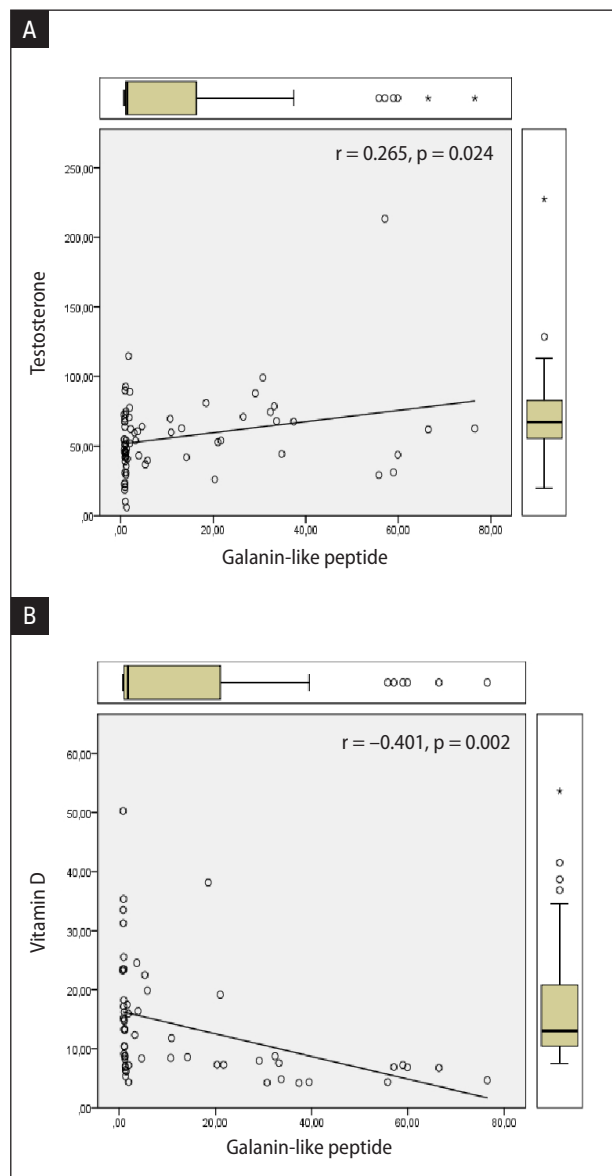 A
r = 0.265, p = 0.024
250,00
200,00
150,00
100,00
50,00
,00
Testosterone
,00 20,00 40,00 60,00 80,00
Galanin-like peptide
B
r = –0.401, p = 0.002
60,00
50,00
40,00
30,00
20,00
10,00
,00
Vitamin D
,00 20,00 40,00 60,00 80,00
Galanin-like peptide